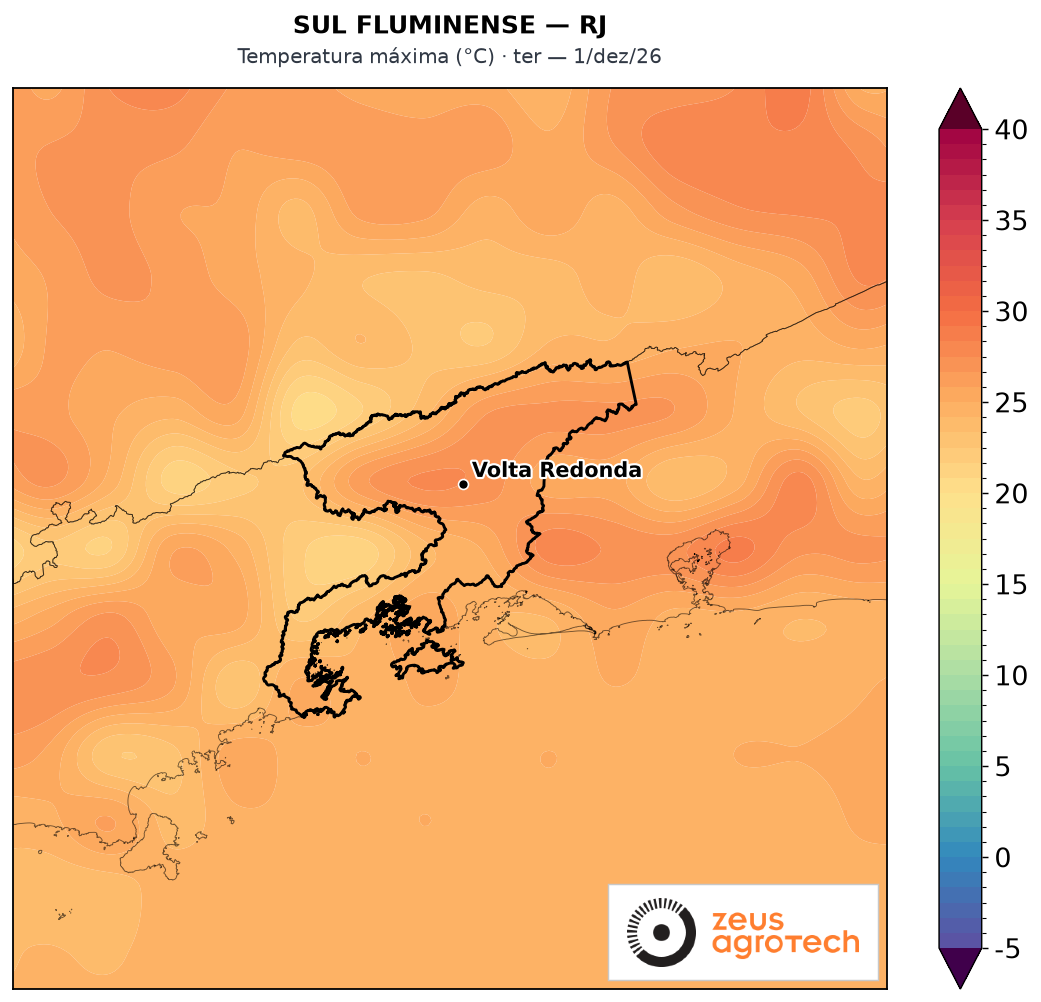 SUL FLUMINENSE — RJ
Temperatura máxima (°C) · ter — 1/dez/26
40
35
30
25
20
15
10
5
0
-5
Volta Redonda
zeus
agrotech